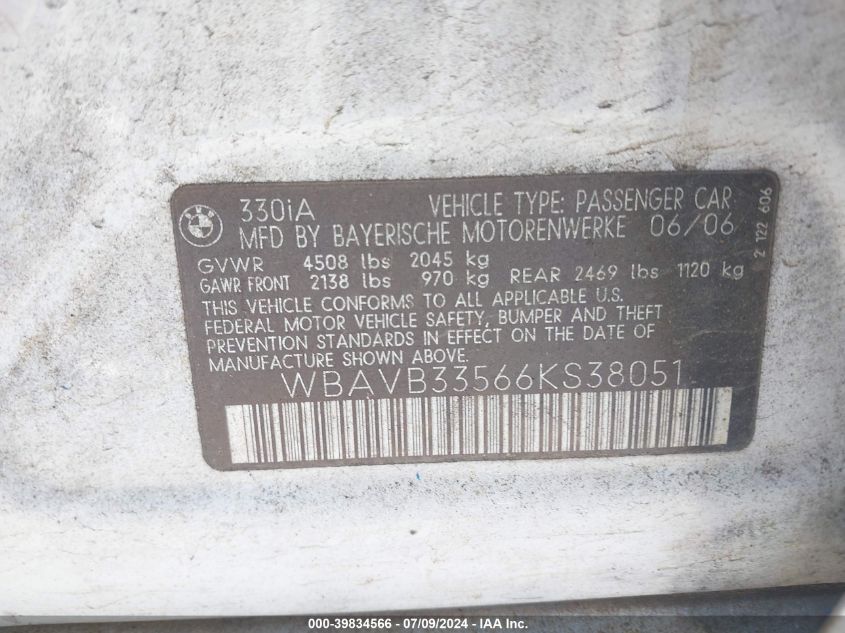 330iA VEHICLE TYPE: PASSENGER CAR
MFD BY BAYERISCHE MOTORENWERKE 06/06
GVWR 4508 lbs 2045 kg
GAWR FRONT 2138 lbs 970 kg REAR 2469 lbs 1120 kg
THIS VEHICLE CONFORMS TO ALL APPLICABLE U.S.
FEDERAL MOTOR VEHICLE SAFETY, BUMPER AND THEFT
PREVENTION STANDARDS IN EFFECT ON THE DATE OF
MANUFACTURE SHOWN ABOVE.
WBAVB33566KS38051
2 122 606
000-39834566 - 07/09/2024 - IAA Inc.